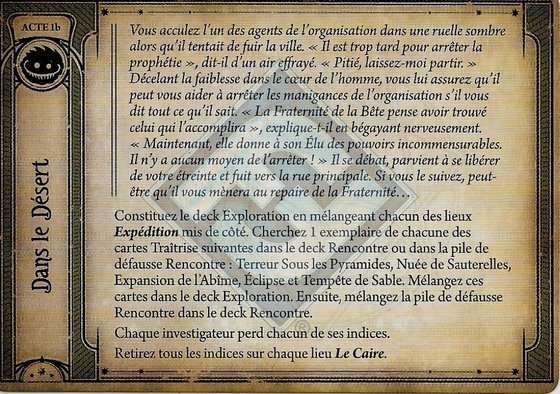 ACTE 1b
Dans le Désert
Vous acculez l'un des agents de l'organisation dans une ruelle sombre
alors qu'il tentait de fuir la ville. « Il est trop tard pour arrêter la
prophétie », dit-il d'un air effrayé. « Pitié, laissez-moi partir. »
Décelant la faiblesse dans le cœur de l'homme, vous lui assurez qu'il
peut vous aider à arrêter les manigances de l'organisation s'il vous
dit tout ce qu'il sait. « La Fraternité de la Bête pense avoir trouvé
celui qui l'accomplira », explique-t-il en bégayant nerveusement.
« Maintenant, elle donne à son Élu des pouvoirs incommensurables.
Il n'y a aucun moyen de l'arrêter ! » Il se débat, parvient à se libérer
de votre étreinte et fuit vers la rue principale. Si vous le suivez, peut-
être qu'il vous mènera au repaire de la Fraternité…
Constituez le deck Exploration en mélangeant chacun des lieux
Expédition mis de côté. Cherchez 1 exemplaire de chacune des
cartes Traîtrise suivantes dans le deck Rencontre ou dans la pile de
défausse Rencontre : Terreur Sous les Pyramides, Nuée de Sauterelles,
Expansion de l'Abîme, Éclipse et Tempête de Sable. Mélangez ces
cartes dans le deck Exploration. Ensuite, mélangez la pile de défausse
Rencontre dans le deck Rencontre.
Chaque investigateur perd chacun de ses indices.
Retirez tous les indices sur chaque lieu Le Caire.